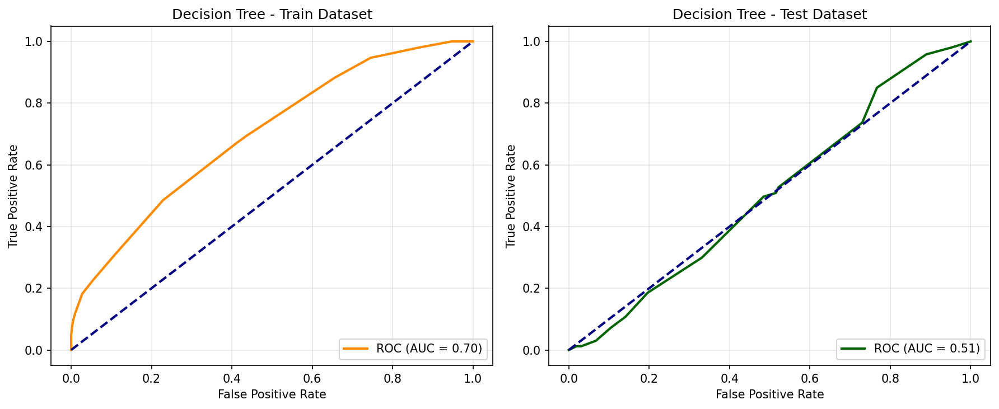 Decision Tree - Train Dataset
True Positive Rate
1.0
0.8
0.6
0.4
0.2
0.0
ROC (AUC = 0.70)
0.0 0.2 0.4 0.6 0.8 1.0
False Positive Rate
Decision Tree - Test Dataset
True Positive Rate
1.0
0.8
0.6
0.4
0.2
0.0
ROC (AUC = 0.51)
0.0 0.2 0.4 0.6 0.8 1.0
False Positive Rate